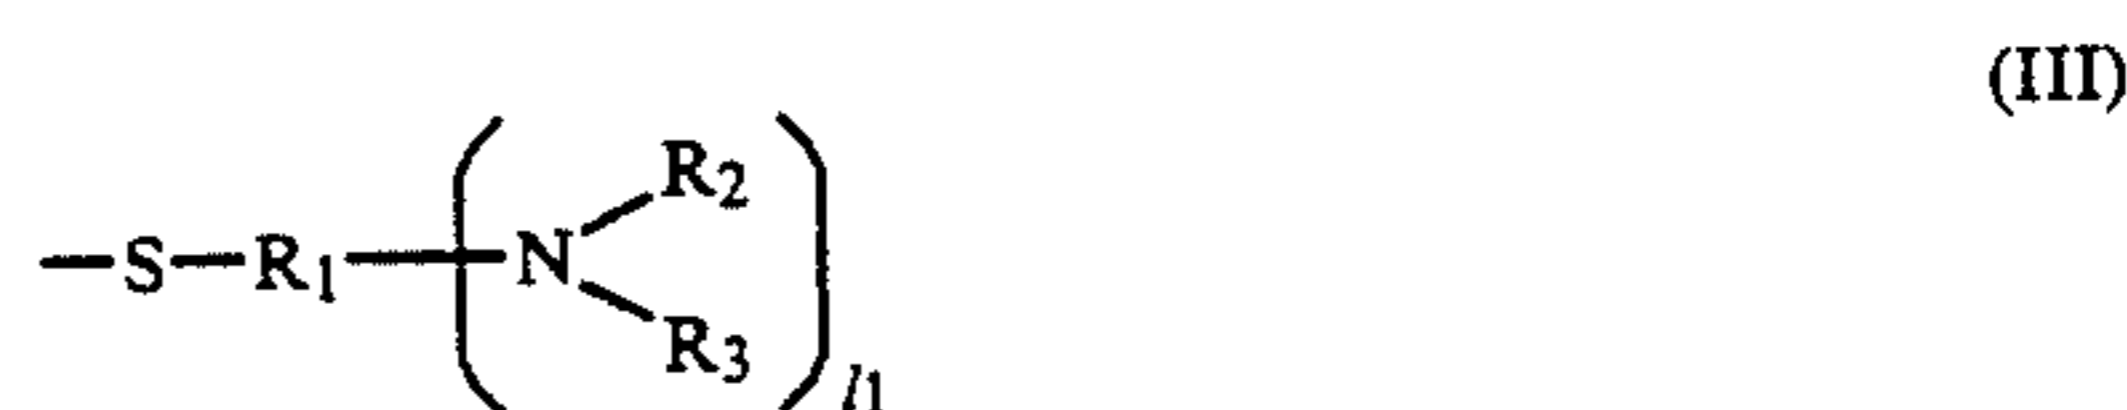 (III)
R2
—S—R1—N
R3
l1